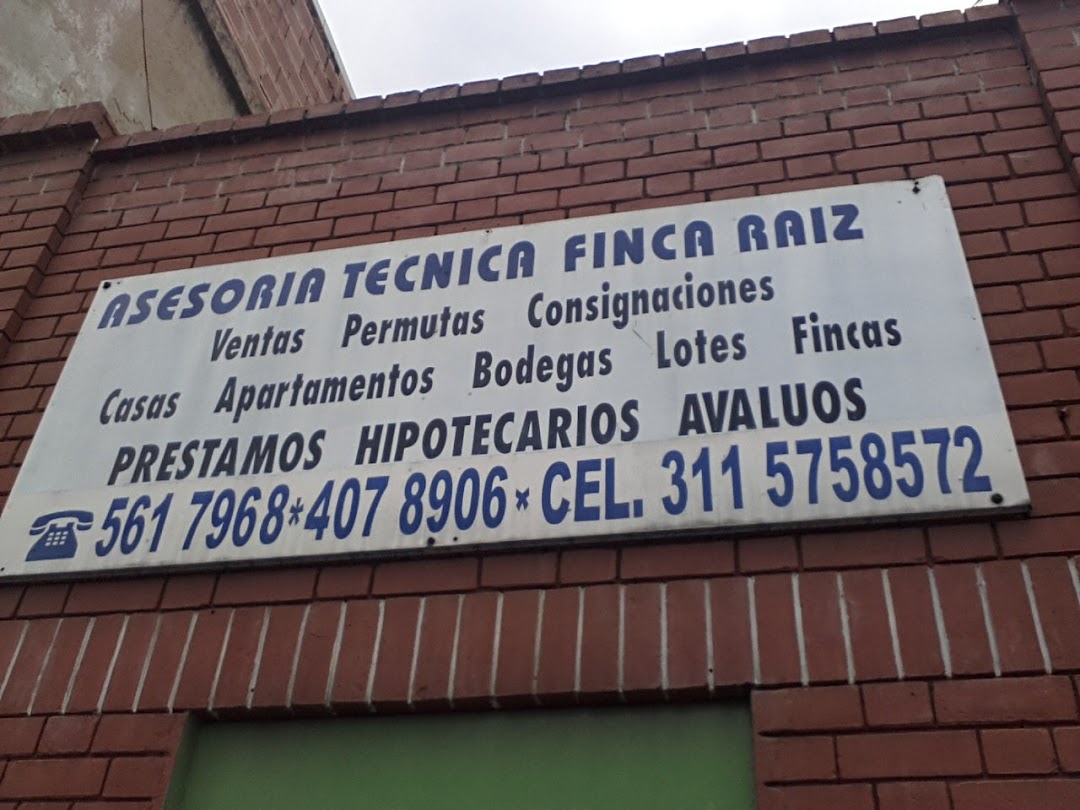 ASESORIA TECNICA FINCA RAIZ
Ventas Permutas Consignaciones
Casas Apartamentos Bodegas Lotes Fincas
PRESTAMOS HIPOTECARIOS AVALUOS
561 7968*407 8906* CEL. 311 5758572